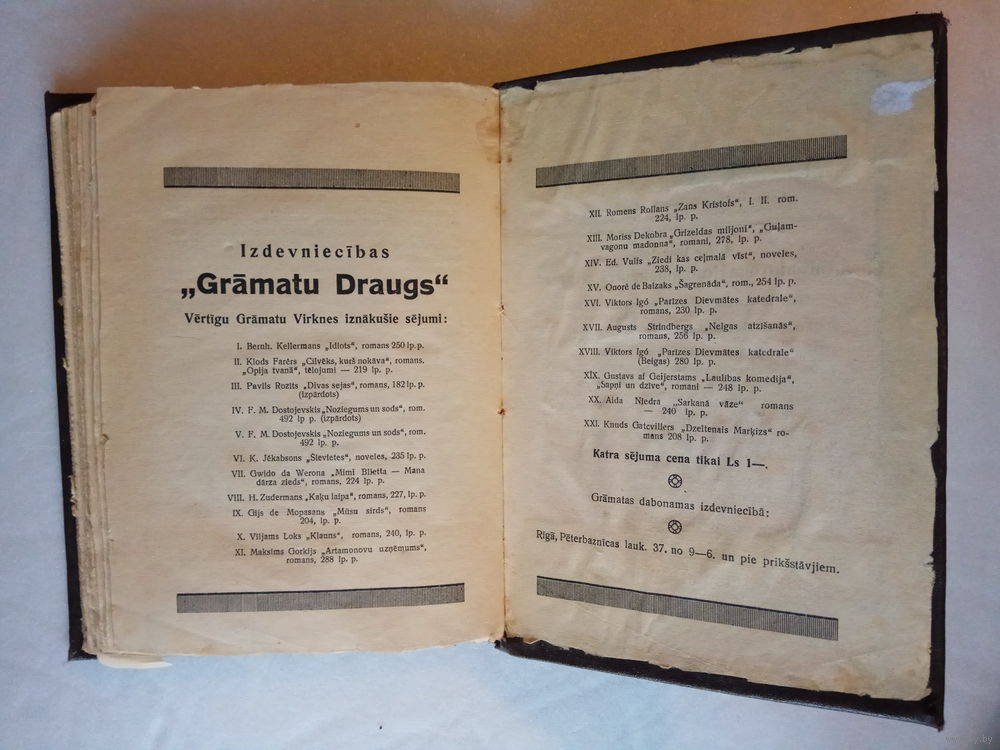 Izdevniecības
„Grāmatu Draugs“
Vērtīgu Grāmatu Virknes iznākušie sējumi:
I. Bernh. Kellermans „Idiots“, romans 250 lp. p.
II. Klods Farērs „Cilvēks, kurš nokāva“, romans.
„Opija tvanā“, tēlojumi — 219 lp. p.
III. Pavils Rozits „Divas sejas“, romans, 182 lp. p.
(izpārdots)
IV. F. M. Dostojevskis „Noziegums un sods“, rom.
492 lp p. (izpārdots)
V. F. M. Dostojevskis „Noziegums un sods“, rom.
492 lp. p.
VI. K. Jēkabsons „Sievietes“, noveles, 235 lp. p.
VII. Gwido da Werona „Mimi Blietta — Mana
dārza zieds“, romans, 224 lp. p.
VIII. H. Zudermans „Kaķu laipa“, romans, 227, lp. p.
IX. Gijs de Mopasans „Mūsu sirds“, romans
204, lp. p.
X. Viljams Loks „Klauns“, romans, 240, lp. p.
XI. Maksims Gorkijs „Artamonovu uzņēmums“,
romans, 288 lp. p.
XII. Romens Rollans „Žans Kristofs“, I. II. rom.
224, lp. p.
XIII. Moriss Dekobra „Grizeldas miljoni“, „Guļam-
vagonu madonna“, romani, 278, lp. p.
XIV. Ed. Vulfs „Ziedi kas ceļmalā vīst“, noveles,
238, lp. p.
XV. Onorē de Balzaks „Šagrenāda“, rom., 254 lp. p.
XVI. Viktors Igó „Parizes Dievmātes katedrale“,
romans, 230 lp. p.
XVII. Augusts Strindbergs „Nelgas atzīšanās“,
romans, 256 lp. p.
XVIII. Viktors Igó „Parizes Dievmātes katedrale“
(Beigas) 280 lp. p.
XIX. Gustavs af Geijerstams „Laulības komedija“,
„Sapņi un dzīve“, romani — 248 lp. p.
XX. Aida Niedra „Sarkanā vāze“ romans
— 240 lp. p.
XXI. Knuds Gatevillers „Dzeltenais Marķizs“ ro-
mans 208 lp. p.
Katra sējuma cena tikai Ls 1—.
Grāmatas dabonamas izdevniecībā:
Rīgā, Pēterbaznīcas lauk. 37. no 9—6. un pie prikšstāvjiem.